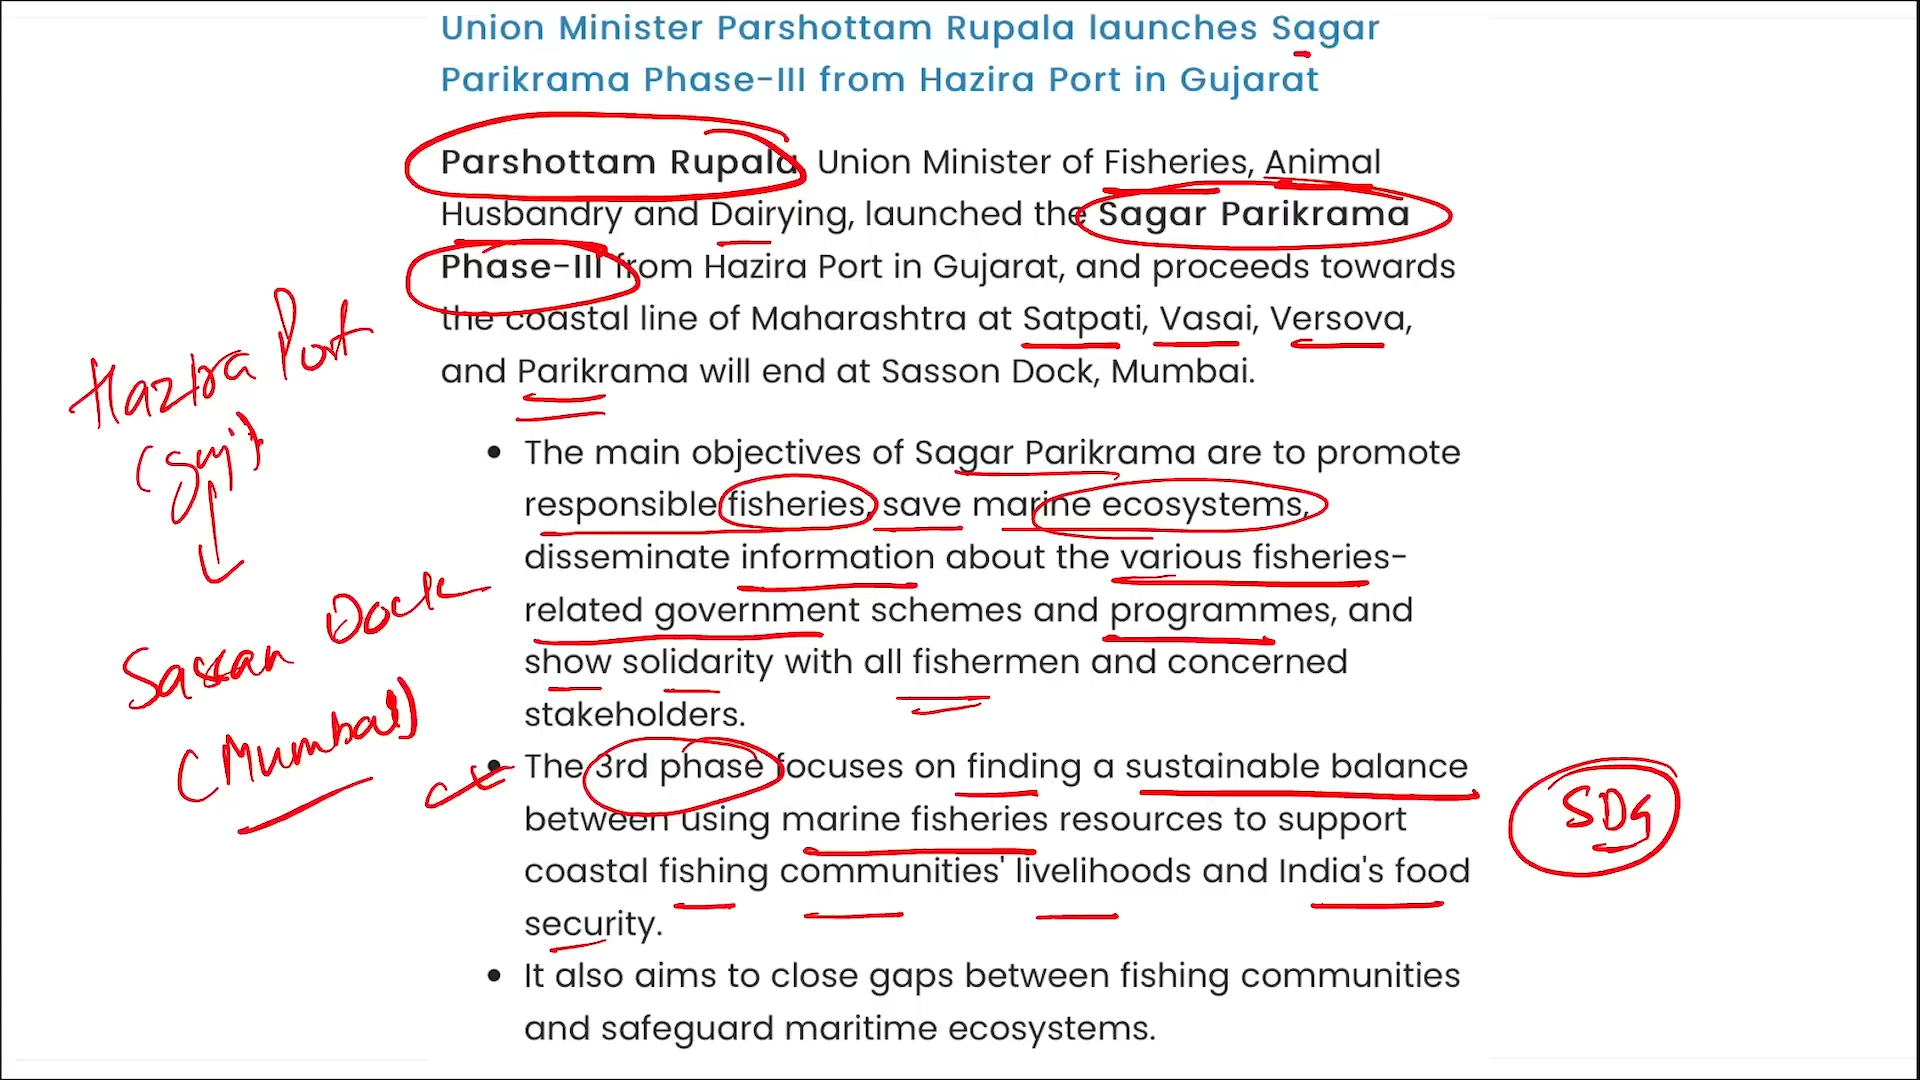 Union Minister Parshottam Rupala launches Sagar
Parikrama Phase-III from Hazira Port in Gujarat
Parshottam Rupala, Union Minister of Fisheries, Animal
Husbandry and Dairying, launched the Sagar Parikrama
Phase-III from Hazira Port in Gujarat, and proceeds towards
the coastal line of Maharashtra at Satpati, Vasai, Versova,
and Parikrama will end at Sasson Dock, Mumbai.
• The main objectives of Sagar Parikrama are to promote
responsible fisheries, save marine ecosystems,
disseminate information about the various fisheries-
related government schemes and programmes, and
show solidarity with all fishermen and concerned
stakeholders.
• The 3rd phase focuses on finding a sustainable balance
between using marine fisheries resources to support
coastal fishing communities' livelihoods and India's food
security.
• It also aims to close gaps between fishing communities
and safeguard maritime ecosystems.
Hazira Port
(Guj)
Sassan Dock
(Mumbai)
SDG